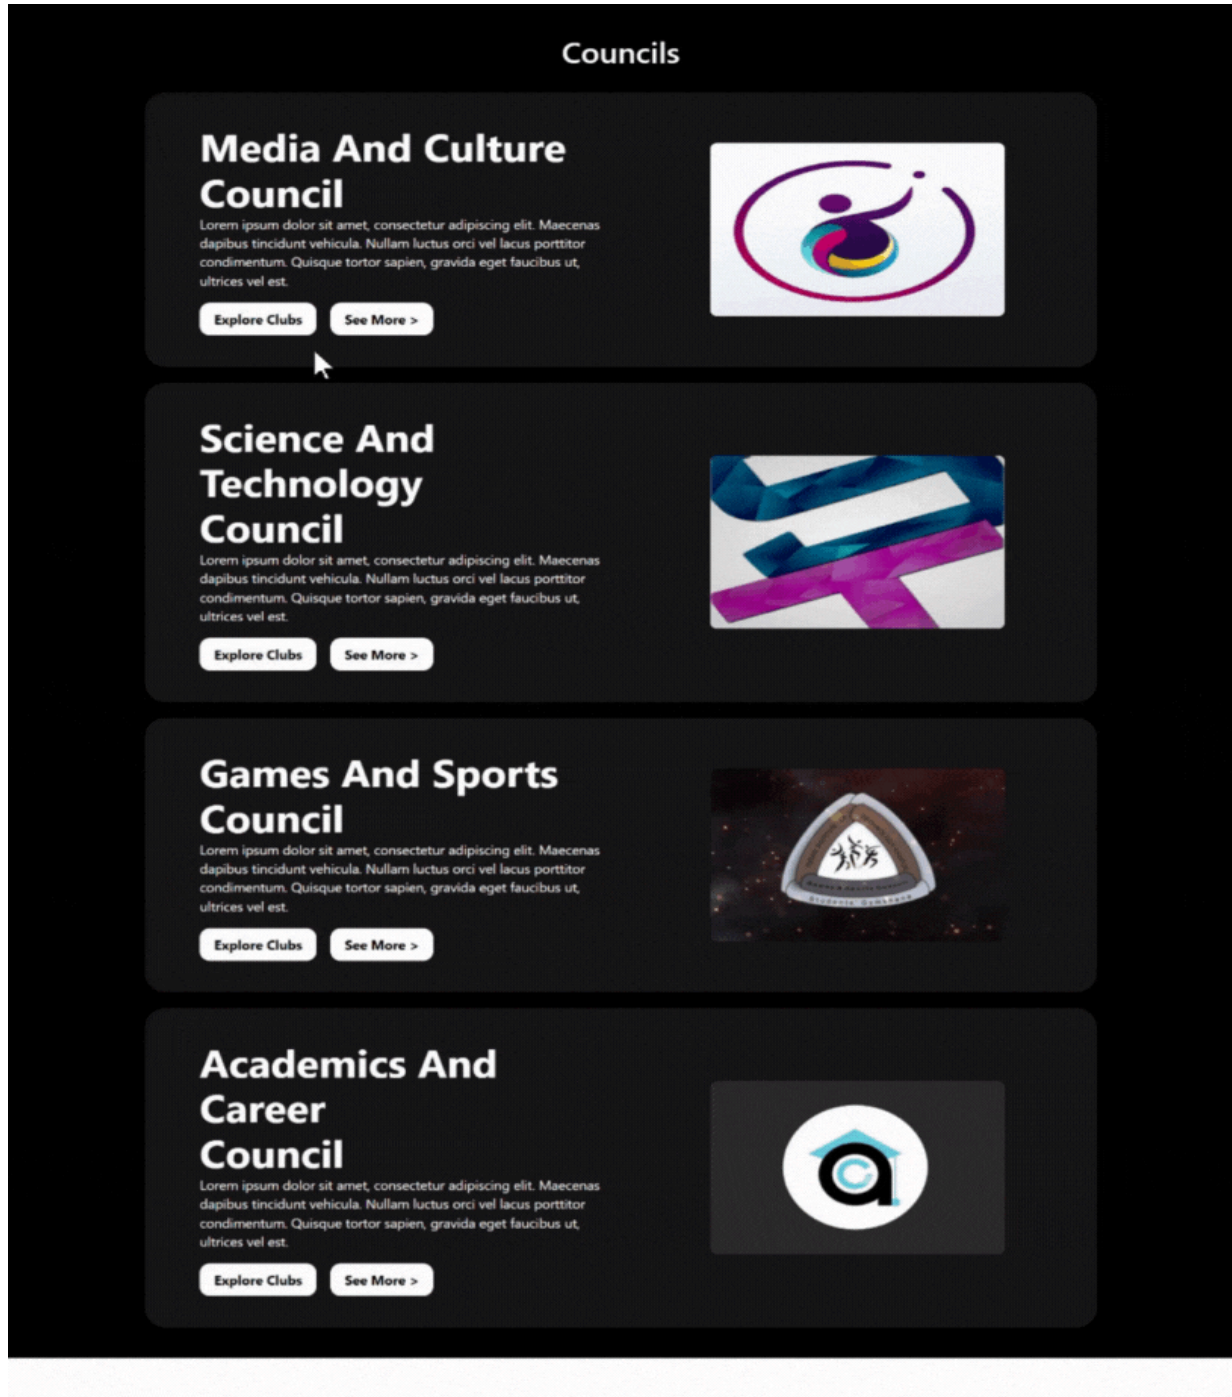 Councils
Media And Culture
Council
Lorem ipsum dolor sit amet, consectetur adipiscing elit. Maecenas
dapibus tincidunt vehicula. Nullam luctus orci vel lacus porttitor
condimentum. Quisque tortor sapien, gravida eget faucibus ut,
ultrices vel est.
Explore Clubs See More >
Science And
Technology
Council
Lorem ipsum dolor sit amet, consectetur adipiscing elit. Maecenas
dapibus tincidunt vehicula. Nullam luctus orci vel lacus porttitor
condimentum. Quisque tortor sapien, gravida eget faucibus ut,
ultrices vel est.
Explore Clubs See More >
Games And Sports
Council
Lorem ipsum dolor sit amet, consectetur adipiscing elit. Maecenas
dapibus tincidunt vehicula. Nullam luctus orci vel lacus porttitor
condimentum. Quisque tortor sapien, gravida eget faucibus ut,
ultrices vel est.
Explore Clubs See More >
Games & Sports Council
Students' Gymkhana
Academics And
Career
Council
Lorem ipsum dolor sit amet, consectetur adipiscing elit. Maecenas
dapibus tincidunt vehicula. Nullam luctus orci vel lacus porttitor
condimentum. Quisque tortor sapien, gravida eget faucibus ut,
ultrices vel est.
Explore Clubs See More >